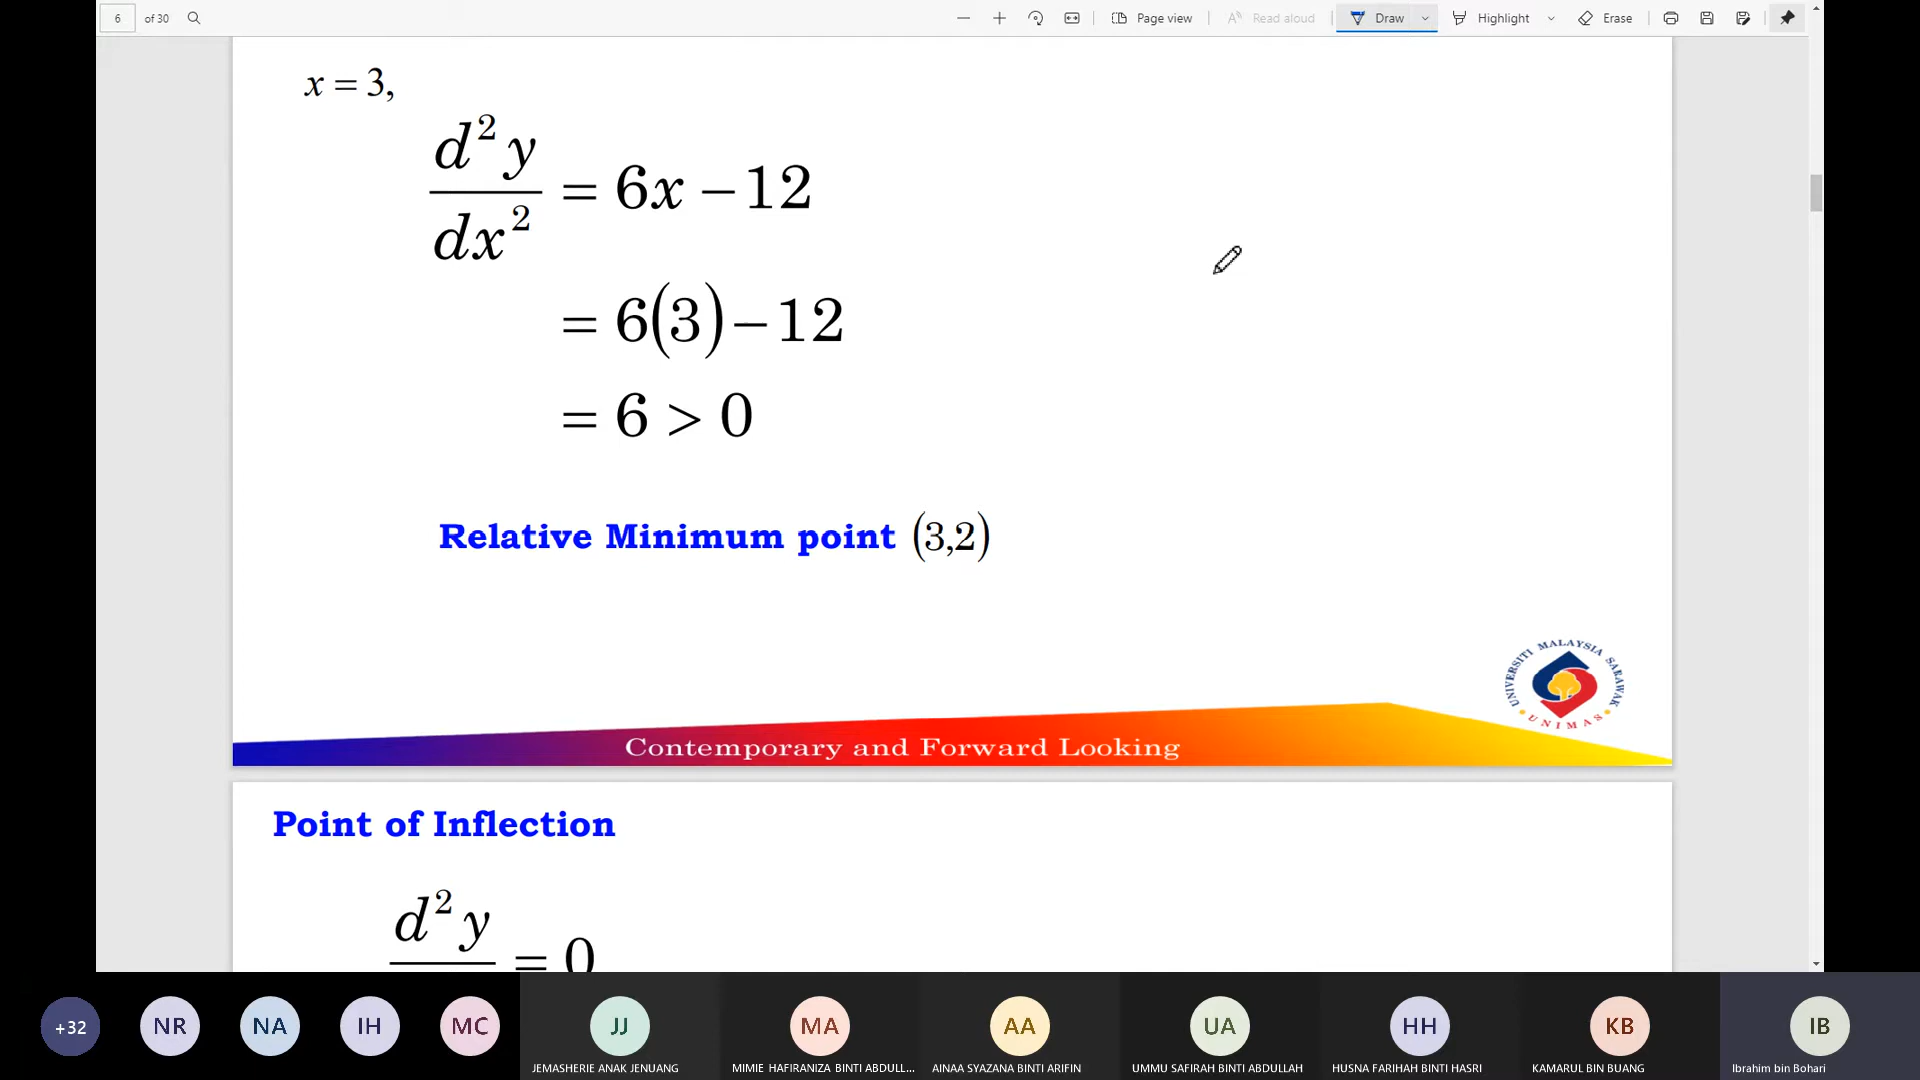 6 of 30 Page view Read aloud Draw Highlight Erase
x = 3,
d²y/dx² = 6x − 12
= 6(3) − 12
= 6 > 0
Relative Minimum point (3,2)
UNIVERSITI MALAYSIA SARAWAK
UNIMAS
Contemporary and Forward Looking
Point of Inflection
d²y = 0
+32 NR NA IH MC JJ MA AA UA HH KB IB
JEMASHERIE ANAK JENUANG MIMIE HAFIRANIZA BINTI ABDULL... AINAA SYAZANA BINTI ARIFIN UMMU SAFIRAH BINTI ABDULLAH HUSNA FARIHAH BINTI HASRI KAMARUL BIN BUANG Ibrahim bin Bohari